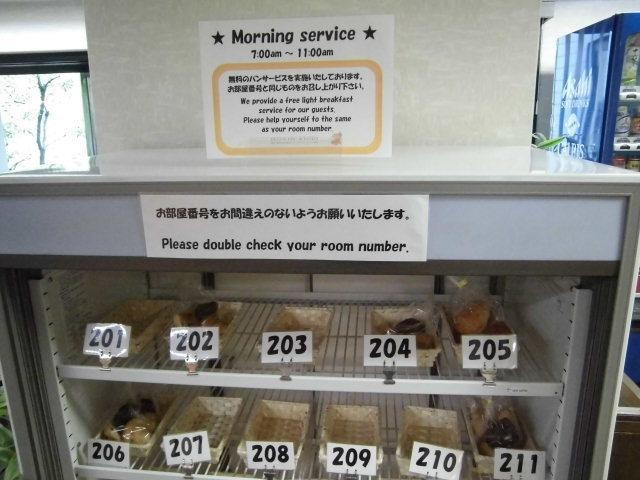 ★ Morning service ★
7:00am ～ 11:00am
無料のパンサービスを実施いたしております。
お部屋番号と同じものをお召し上がり下さい。
We provide a free light breakfast
service for our guests.
Please help yourself to the same
as your room number.
お部屋番号をお間違えのないようお願いいたします。
Please double check your room number.
Asahi
SOFT DRINKS
201
202
203
204
205
206
207
208
209
210
211